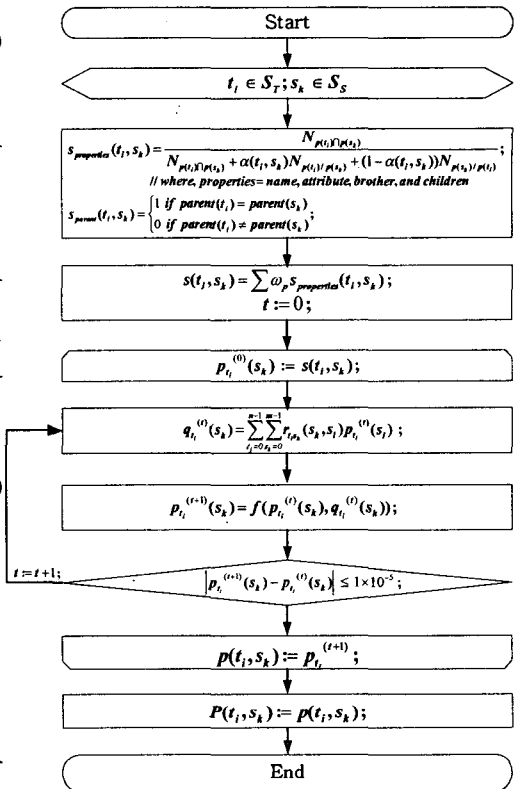 Start
t_i ∈ S_T; s_k ∈ S_S
s_properties(t_i, s_k) = N_{p(t_i)∩p(s_k)} / (N_{p(t_i)∩p(s_k)} + α(t_i, s_k)N_{p(t_i)/p(s_k)} + (1-α(t_i, s_k))N_{p(s_k)/p(t_i)});
// where, properties= name, attribute, brother, and children
s_parent(t_i, s_k) = {1 if parent(t_i) = parent(s_k)
0 if parent(t_i) ≠ parent(s_k);
s(t_i, s_k) = ∑ ω_p s_properties(t_i, s_k);
t := 0;
p_{t_i}^{(0)}(s_k) := s(t_i, s_k);
q_{t_i}^{(t)}(s_k) = ∑_{t_j=0}^{n-1} ∑_{s_l=0}^{m-1} r_{t_i s_k}(s_k, s_l) p_{t_i}^{(t)}(s_l) ;
p_{t_i}^{(t+1)}(s_k) = f(p_{t_i}^{(t)}(s_k), q_{t_i}^{(t)}(s_k));
t := t+1;
|p_{t_i}^{(t+1)}(s_k) - p_{t_i}^{(t)}(s_k)| ≤ 1×10^{-5} ;
p(t_i, s_k) := p_{t_i}^{(t+1)} ;
P(t_i, s_k) := p(t_i, s_k);
End